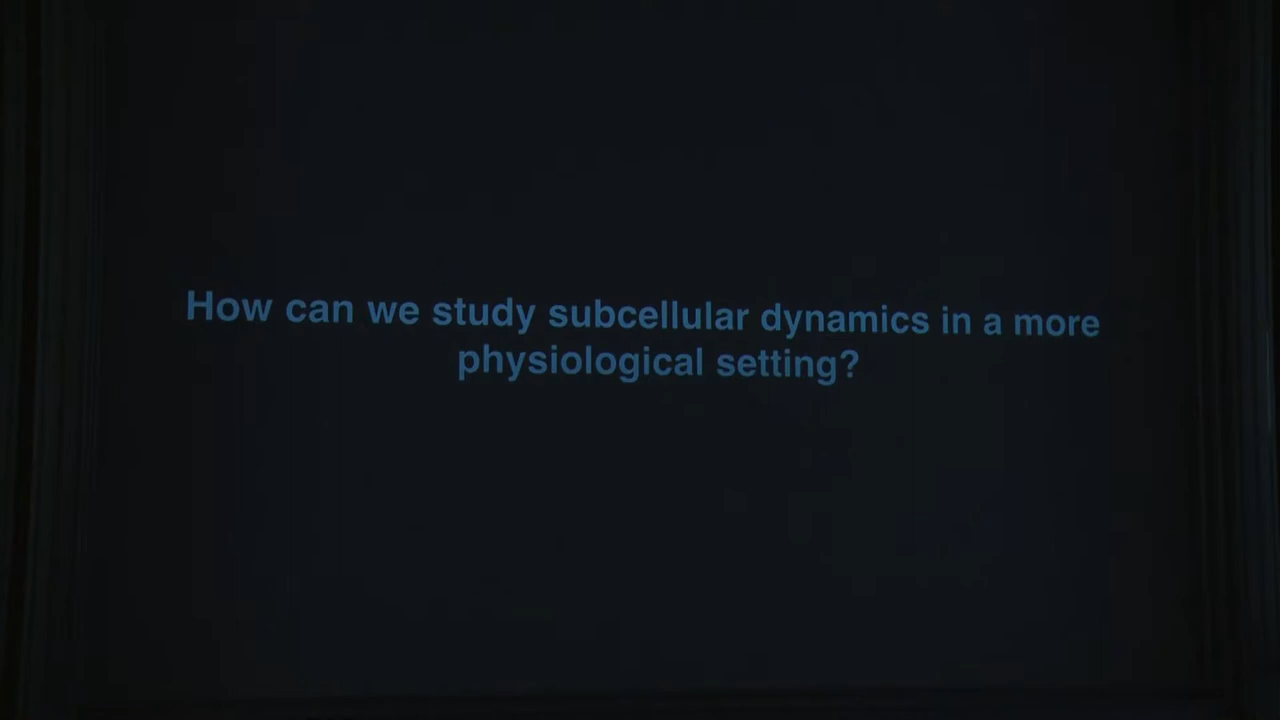 How can we study subcellular dynamics in a more
physiological setting?